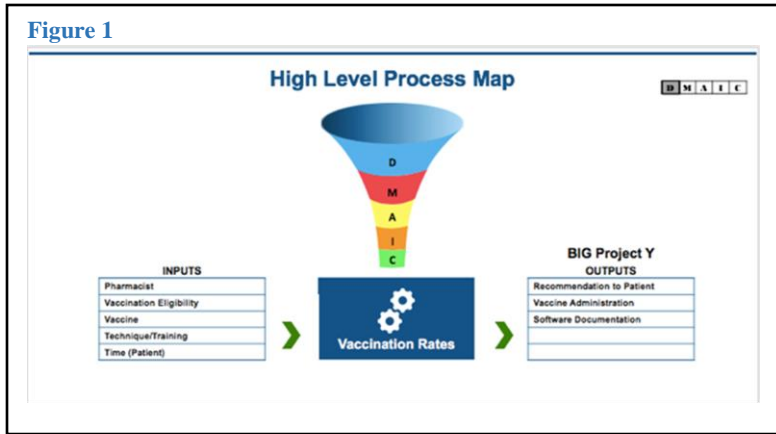 Figure 1
High Level Process Map
D M A I C
D
M
A
I
C
BIG Project Y
INPUTS
OUTPUTS
Pharmacist
Vaccination Eligibility
Vaccine
Technique/Training
Time (Patient)
Vaccination Rates
Recommendation to Patient
Vaccine Administration
Software Documentation